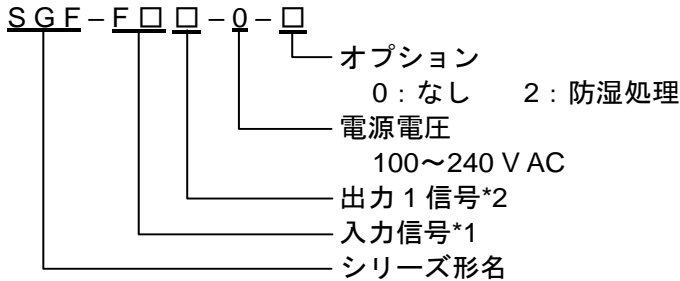 SGF–F□□–0–□
オプション
0：なし　2：防湿処理
電源電圧
100～240 V AC
出力1信号*2
入力信号*1
シリーズ形名